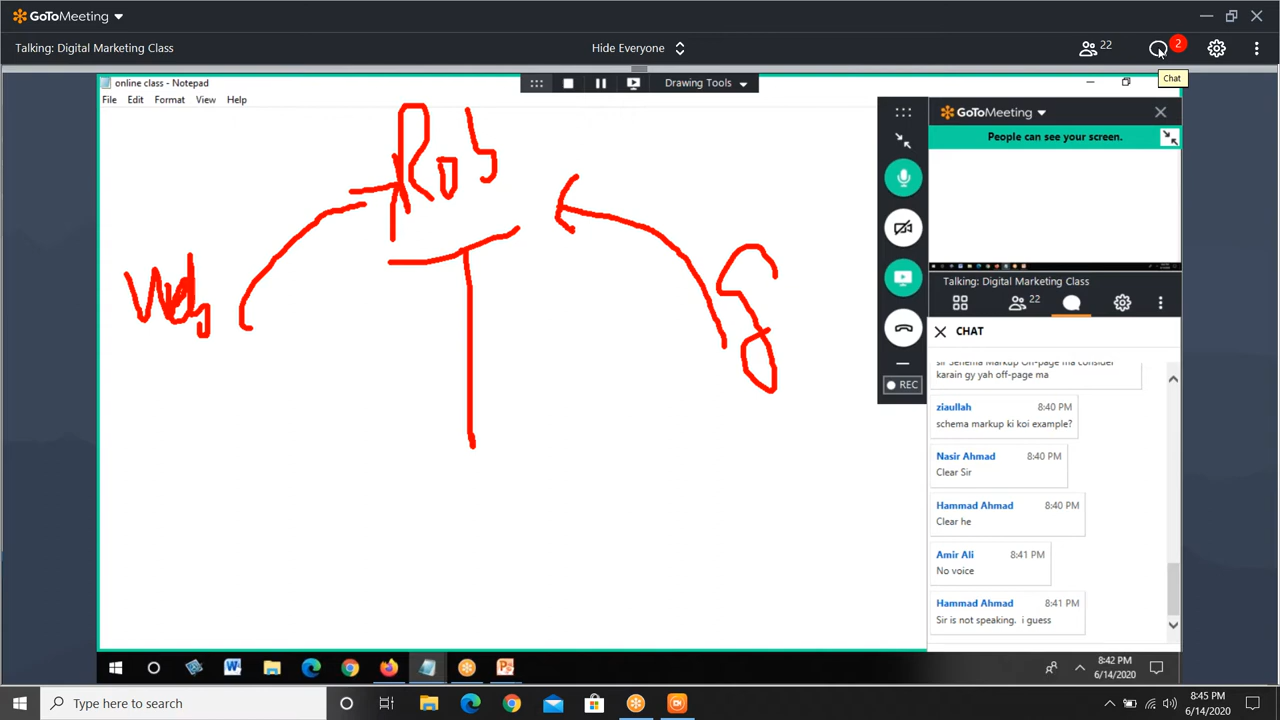 GoToMeeting
Talking: Digital Marketing Class
Hide Everyone
22
2
Chat
online class - Notepad
Drawing Tools
File Edit Format View Help
GoToMeeting
People can see your screen.
Talking: Digital Marketing Class
22
CHAT
karain gy yah off-page ma
ziaullah 8:40 PM
schema markup ki koi example?
Nasir Ahmad 8:40 PM
Clear Sir
Hammad Ahmad 8:40 PM
Clear he
Amir Ali 8:41 PM
No voice
Hammad Ahmad 8:41 PM
Sir is not speaking. i guess
REC
8:42 PM
6/14/2020
Type here to search
8:45 PM
6/14/2020